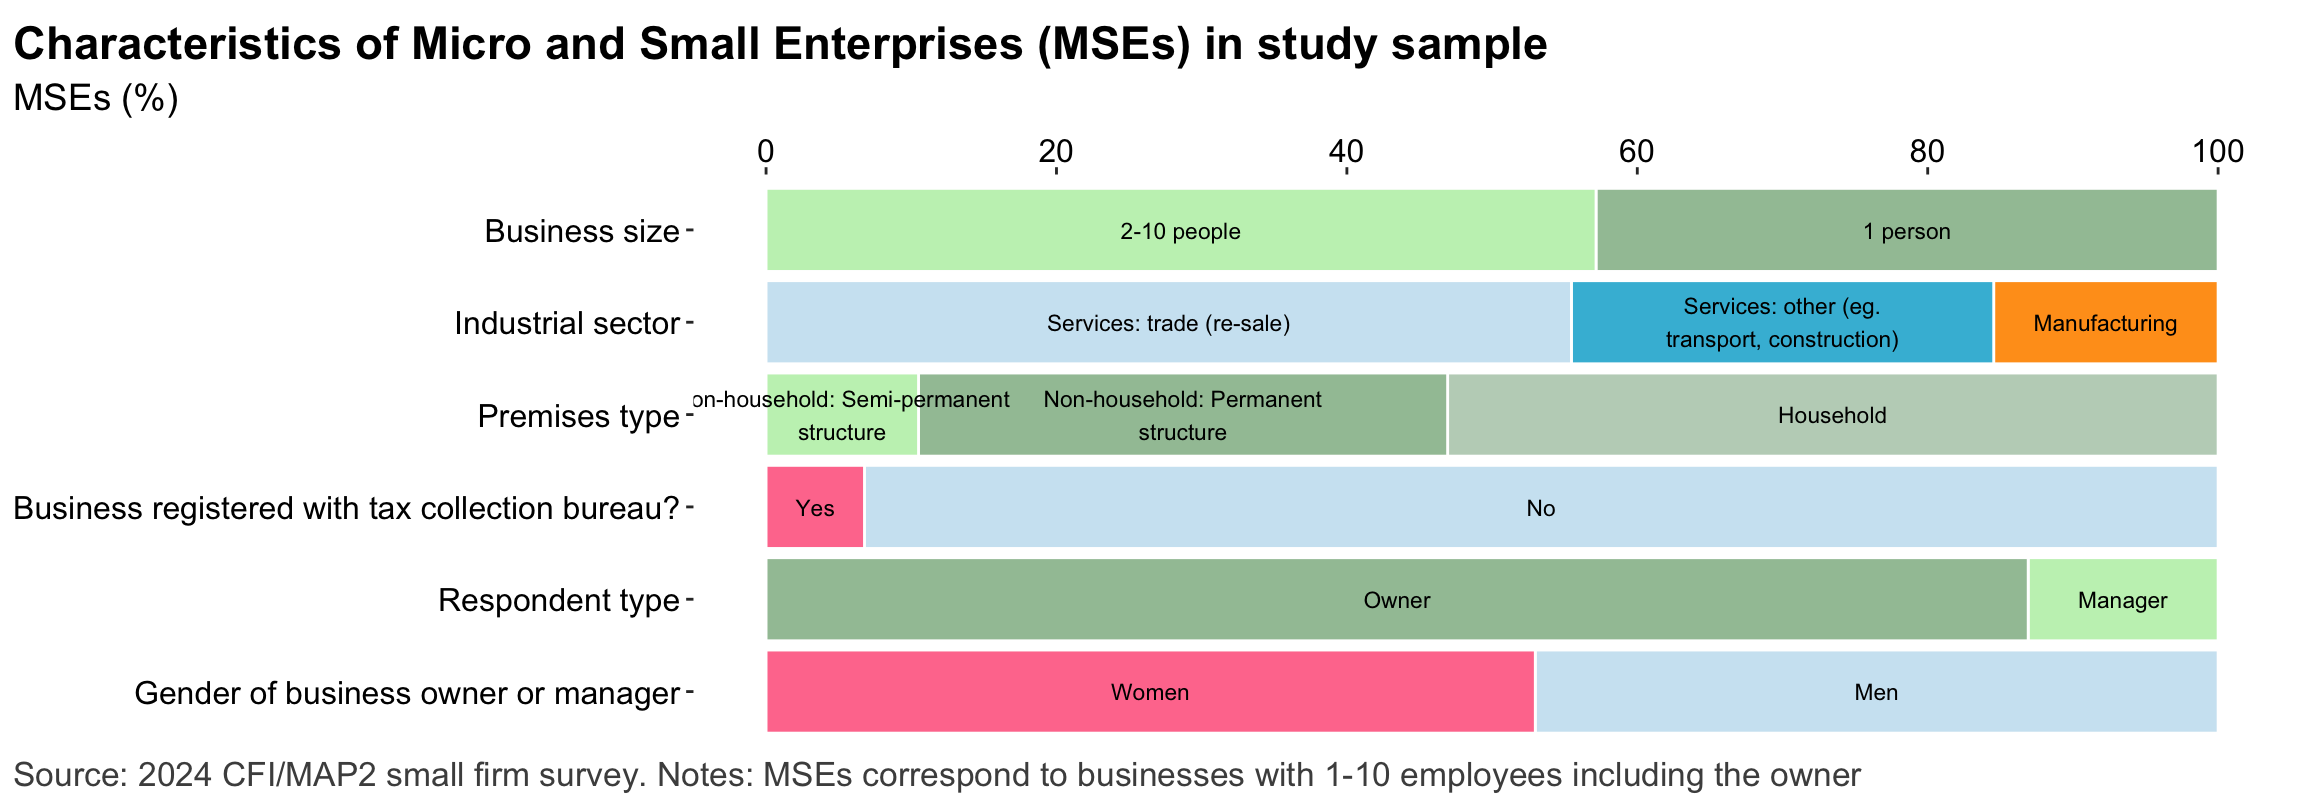 Characteristics of Micro and Small Enterprises (MSEs) in study sample
MSEs (%)
0 20 40 60 80 100
Business size
2-10 people
1 person
Industrial sector
Services: trade (re-sale)
Services: other (eg.
transport, construction)
Manufacturing
Premises type
on-household: Semi-permanent
structure
Non-household: Permanent
structure
Household
Business registered with tax collection bureau?
Yes
No
Respondent type
Owner
Manager
Gender of business owner or manager
Women
Men
Source: 2024 CFI/MAP2 small firm survey. Notes: MSEs correspond to businesses with 1-10 employees including the owner